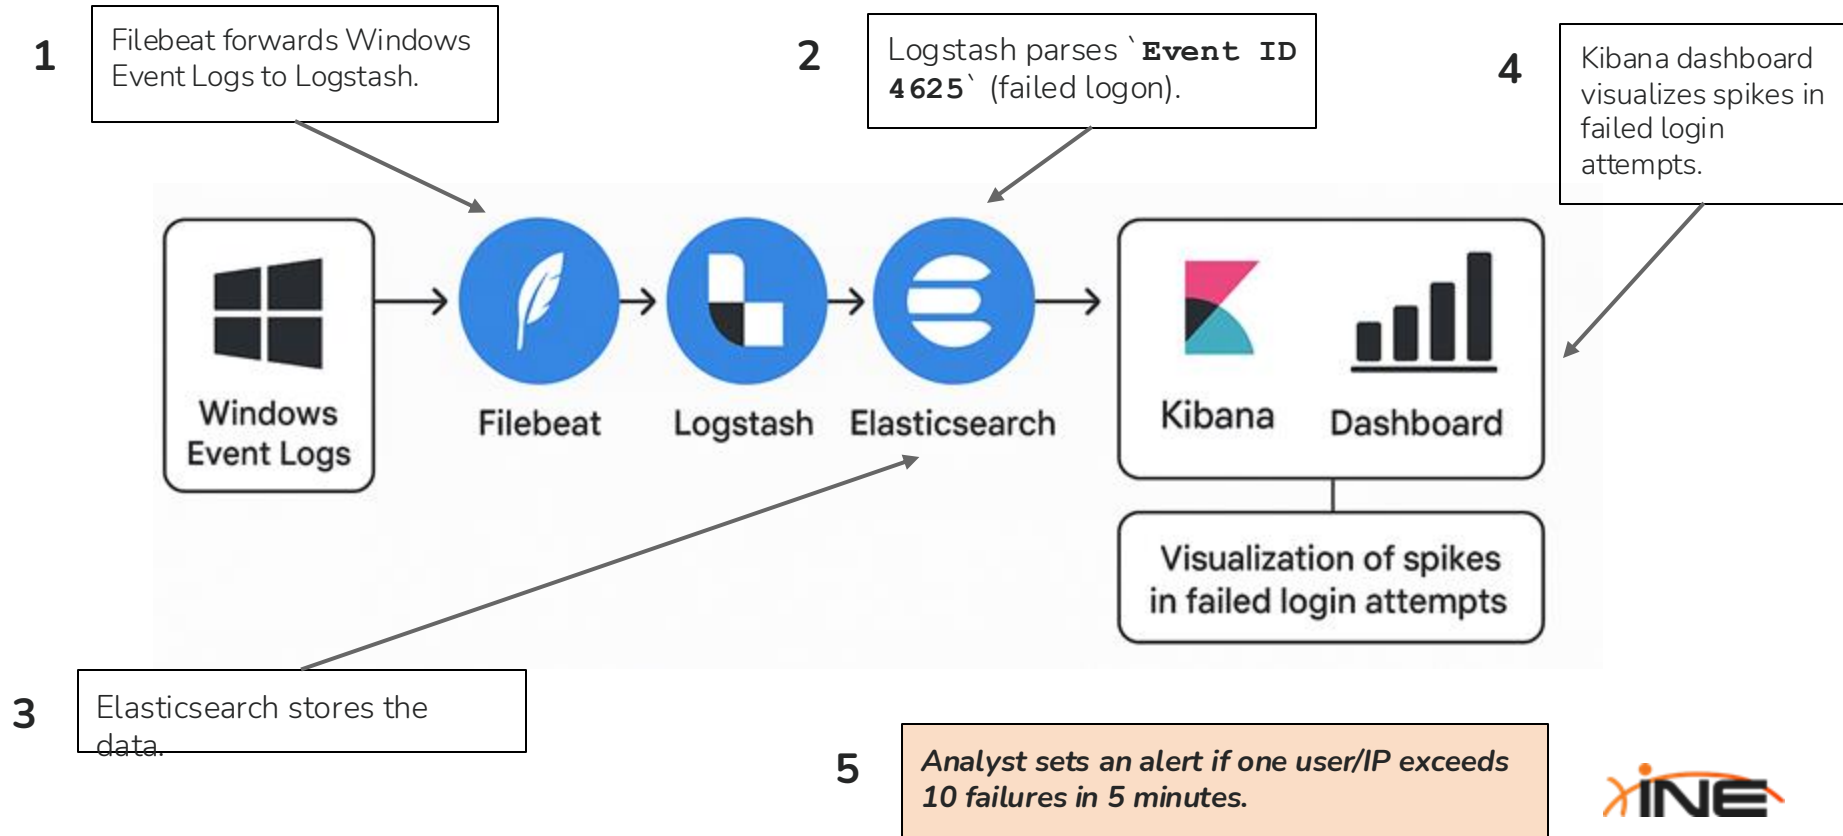 1
Filebeat forwards Windows
Event Logs to Logstash.
2
Logstash parses `Event ID
4625` (failed logon).
4
Kibana dashboard
visualizes spikes in
failed login
attempts.
Windows
Event Logs
Filebeat
Logstash
Elasticsearch
Kibana
Dashboard
Visualization of spikes
in failed login attempts
3
Elasticsearch stores the
data.
5
Analyst sets an alert if one user/IP exceeds
10 failures in 5 minutes.
INE